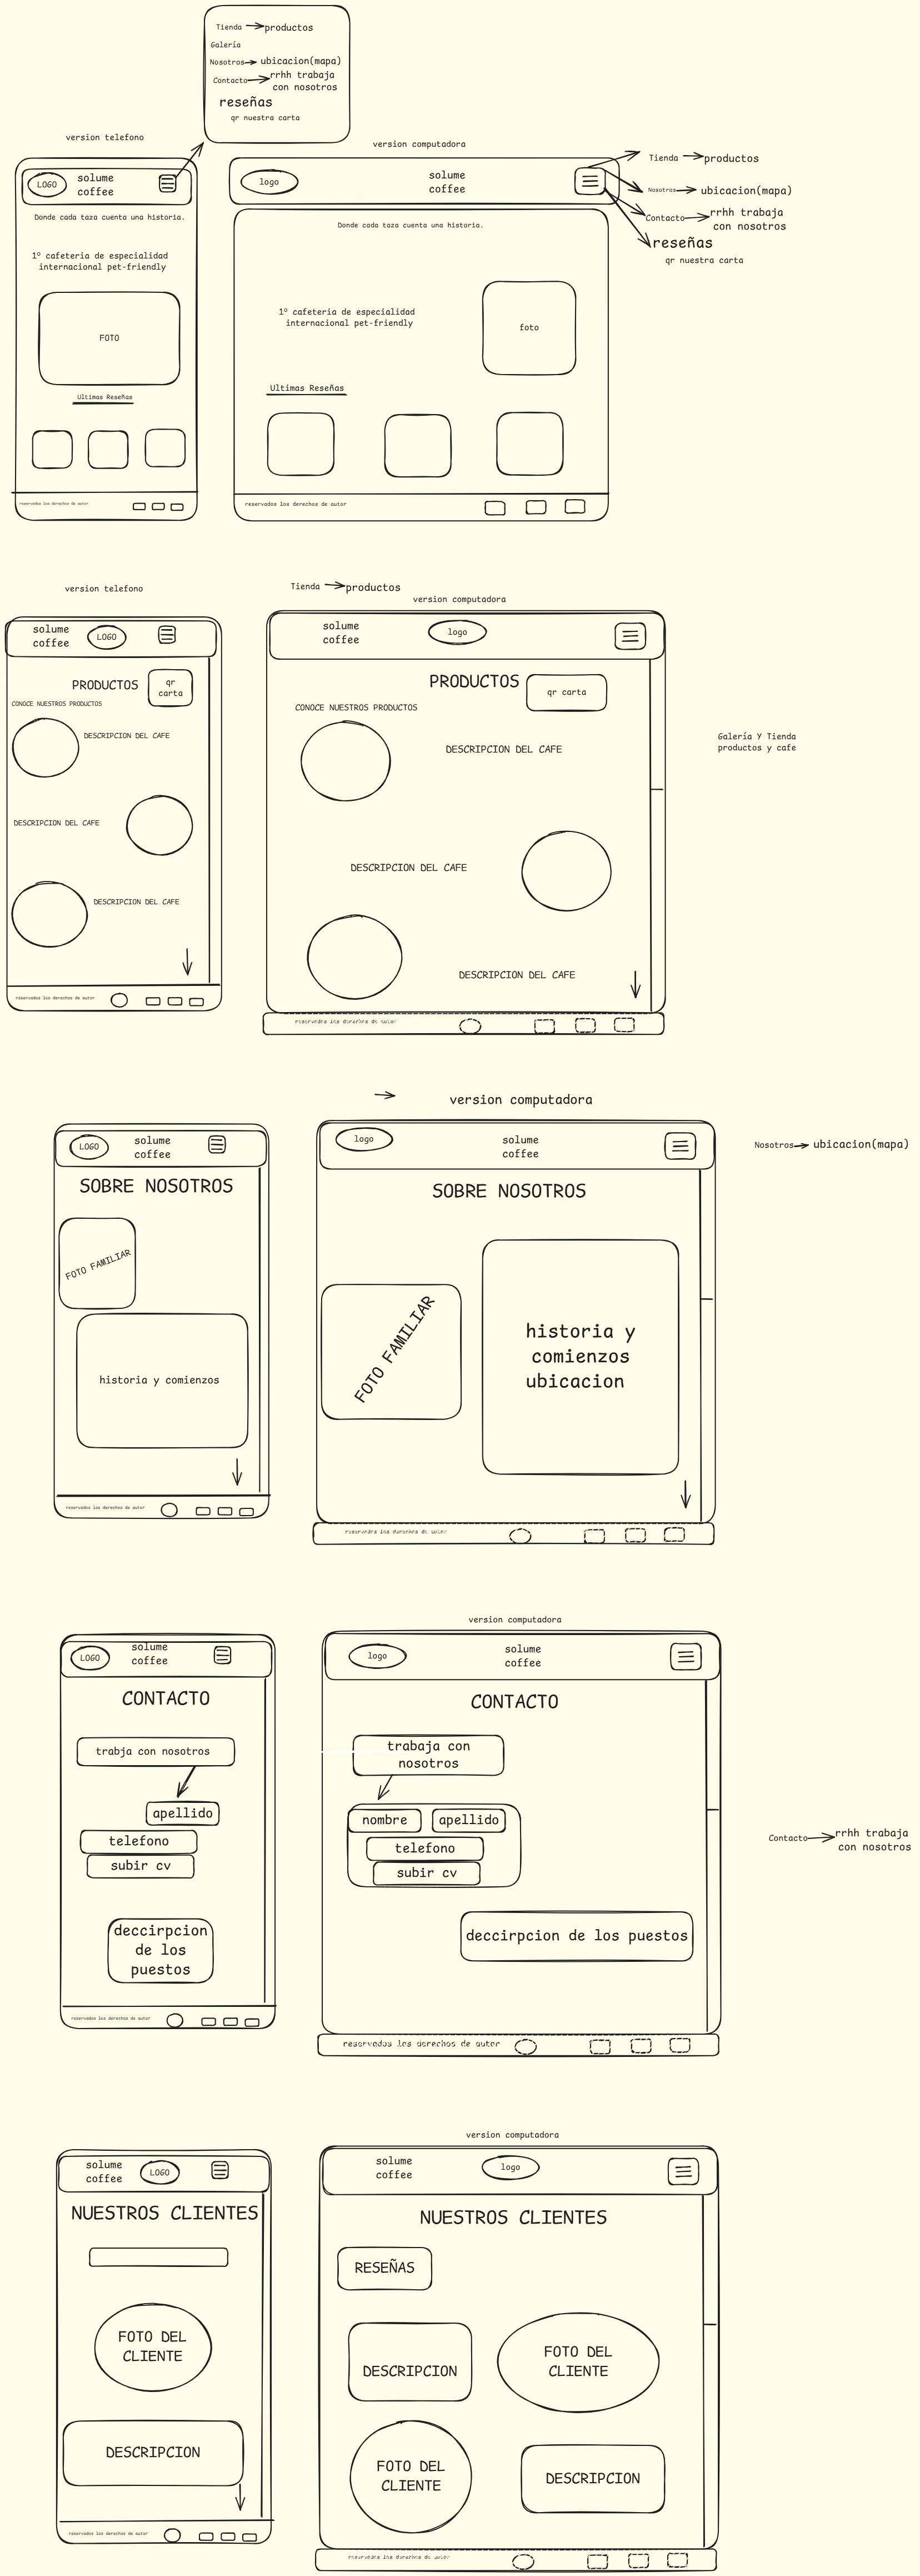 Tienda productos
Galería
Nosotros ubicacion(mapa)
Contacto rrhh trabaja
con nosotros
reseñas
qr nuestra carta
version telefono
LOGO solume
coffee
Donde cada taza cuenta una historia.
1º cafeteria de especialidad
internacional pet-friendly
FOTO
Ultimas Reseñas
reservados los derechos de autor
version computadora
logo solume
coffee
Donde cada taza cuenta una historia.
1º cafeteria de especialidad
internacional pet-friendly
foto
Ultimas Reseñas
reservados los derechos de autor
Tienda productos
Nosotros ubicacion(mapa)
Contacto rrhh trabaja
con nosotros
reseñas
qr nuestra carta
version telefono
solume
coffee
LOGO
PRODUCTOS
qr
carta
CONOCE NUESTROS PRODUCTOS
DESCRIPCION DEL CAFE
DESCRIPCION DEL CAFE
DESCRIPCION DEL CAFE
reservados los derechos de autor
Tienda productos
version computadora
solume
coffee
logo
PRODUCTOS
qr carta
CONOCE NUESTROS PRODUCTOS
DESCRIPCION DEL CAFE
DESCRIPCION DEL CAFE
DESCRIPCION DEL CAFE
reservados los derechos de autor
Galería Y Tienda
productos y cafe
LOGO solume
coffee
SOBRE NOSOTROS
FOTO FAMILIAR
historia y comienzos
reservados los derechos de autor
version computadora
logo solume
coffee
SOBRE NOSOTROS
FOTO FAMILIAR
historia y
comienzos
ubicacion
reservados los derechos de autor
Nosotros ubicacion(mapa)
LOGO solume
coffee
CONTACTO
trabja con nosotros
apellido
telefono
subir cv
deccirpcion
de los
puestos
reservados los derechos de autor
version computadora
logo solume
coffee
CONTACTO
trabaja con
nosotros
nombre apellido
telefono
subir cv
deccirpcion de los puestos
reservados los derechos de autor
Contacto rrhh trabaja
con nosotros
solume
coffee
LOGO
NUESTROS CLIENTES
FOTO DEL
CLIENTE
DESCRIPCION
reservados los derechos de autor
version computadora
solume
coffee
logo
NUESTROS CLIENTES
RESEÑAS
DESCRIPCION
FOTO DEL
CLIENTE
FOTO DEL
CLIENTE
DESCRIPCION
reservados los derechos de autor